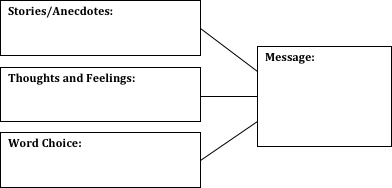 Stories/Anecdotes:
Thoughts and Feelings:
Word Choice:
Message: